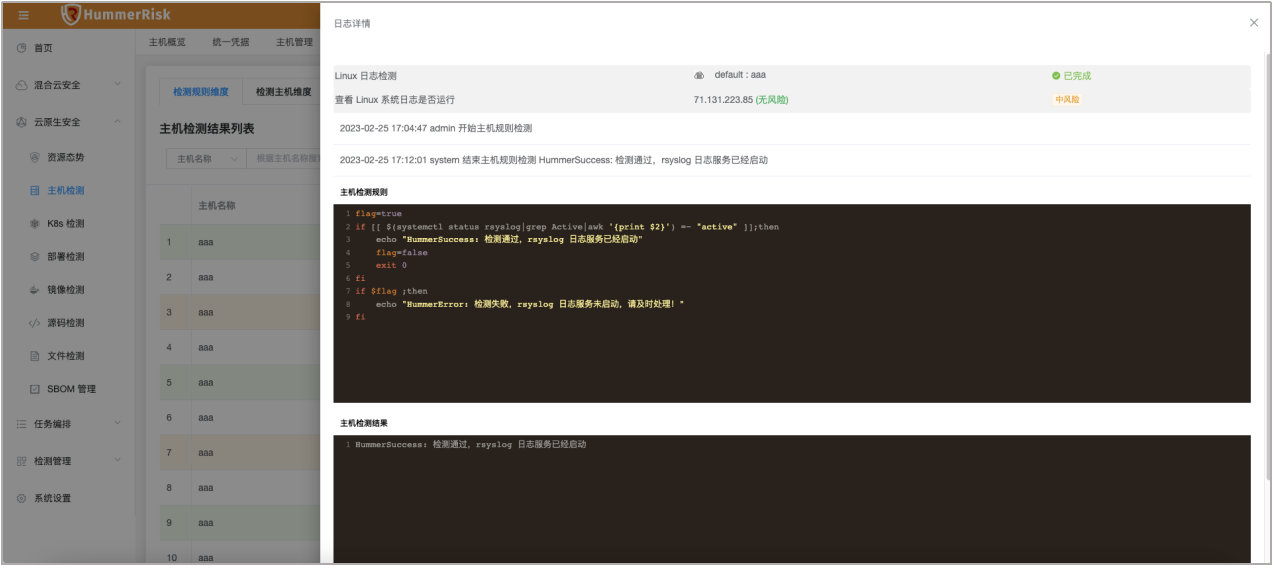 HummerRisk
首页
混合云安全
云原生安全
资源态势
主机检测
K8s 检测
部署检测
镜像检测
源码检测
文件检测
SBOM 管理
任务编排
检测管理
系统设置
主机概览 统一凭据 主机管理
检测规则维度 检测主机维度
主机检测结果列表
主机名称 根据主机名称按
主机名称
1 aaa
2 aaa
3 aaa
4 aaa
5 aaa
6 aaa
7 aaa
8 aaa
9 aaa
10 aaa
日志详情
Linux 日志检测 default : aaa 已完成
查看 Linux 系统日志是否运行 71.131.223.85 (无风险) 中风险
2023-02-25 17:04:47 admin 开始主机规则检测
2023-02-25 17:12:01 system 结束主机规则检测 HummerSuccess: 检测通过，rsyslog 日志服务已经启动
主机检测规则
1 flag=true
2 if [[ $(systemctl status rsyslog|grep Active|awk '{print $2}') =~ "active" ]];then
3 echo "HummerSuccess: 检测通过，rsyslog 日志服务已经启动"
4 flag=false
5 exit 0
6 fi
7 if $flag ;then
8 echo "HummerError: 检测失败，rsyslog 日志服务未启动，请及时处理！"
9 fi
主机检测结果
1 HummerSuccess: 检测通过，rsyslog 日志服务已经启动